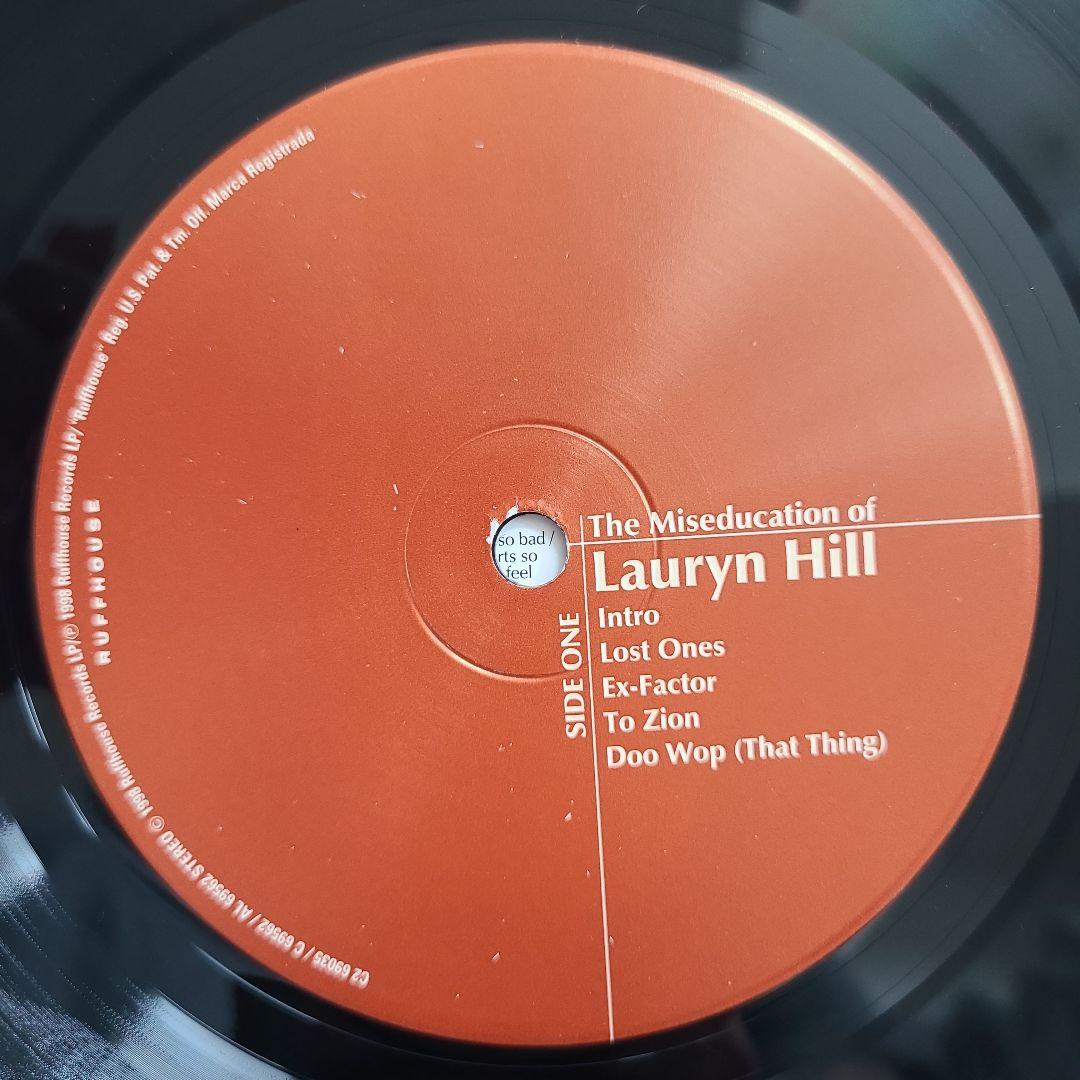 The Miseducation of
Lauryn Hill
SIDE ONE
Intro
Lost Ones
Ex-Factor
To Zion
Doo Wop (That Thing)
so bad /
rts so
feel
RUFFHOUSE
C2 69035 / C 69562 / AL 69562 STEREO © 1998 Ruffhouse Records LP/℗ 1998 Ruffhouse Records LP/ "Ruffhouse" Reg. U.S. Pat. & Tm. Off. Marca Registrada